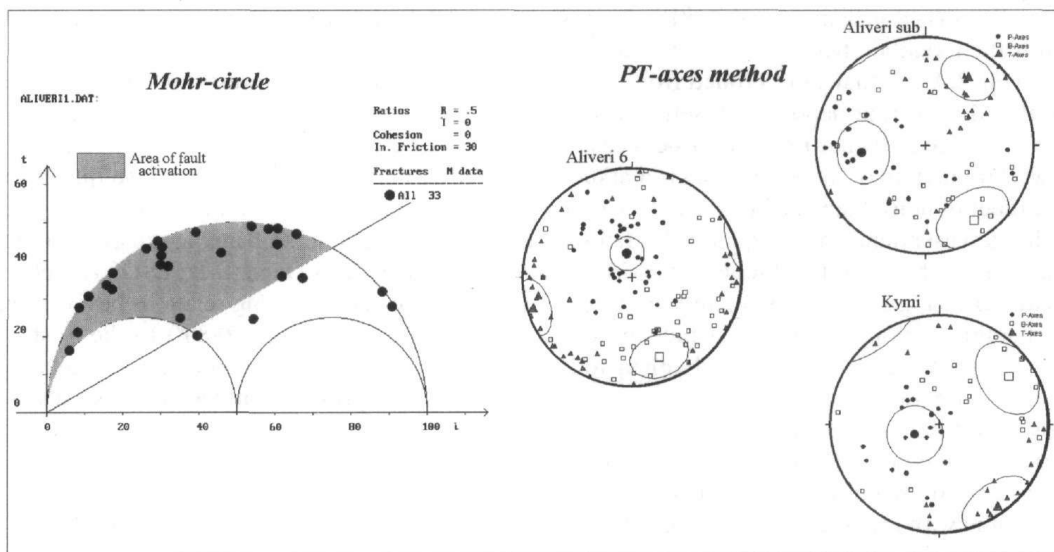 Mohr-circle
ALIVERI1.DAT:
Ratios R = .5
T = 0
Cohesion = 0
In. Friction = 30
Fractures N data
All 33
Area of fault
activation
t
60
40
20
0
0 20 40 60 80 100
PT-axes method
Aliveri 6
Aliveri sub
P-Axes
B-Axes
T-Axes
Kymi
P-Axes
B-Axes
T-Axes